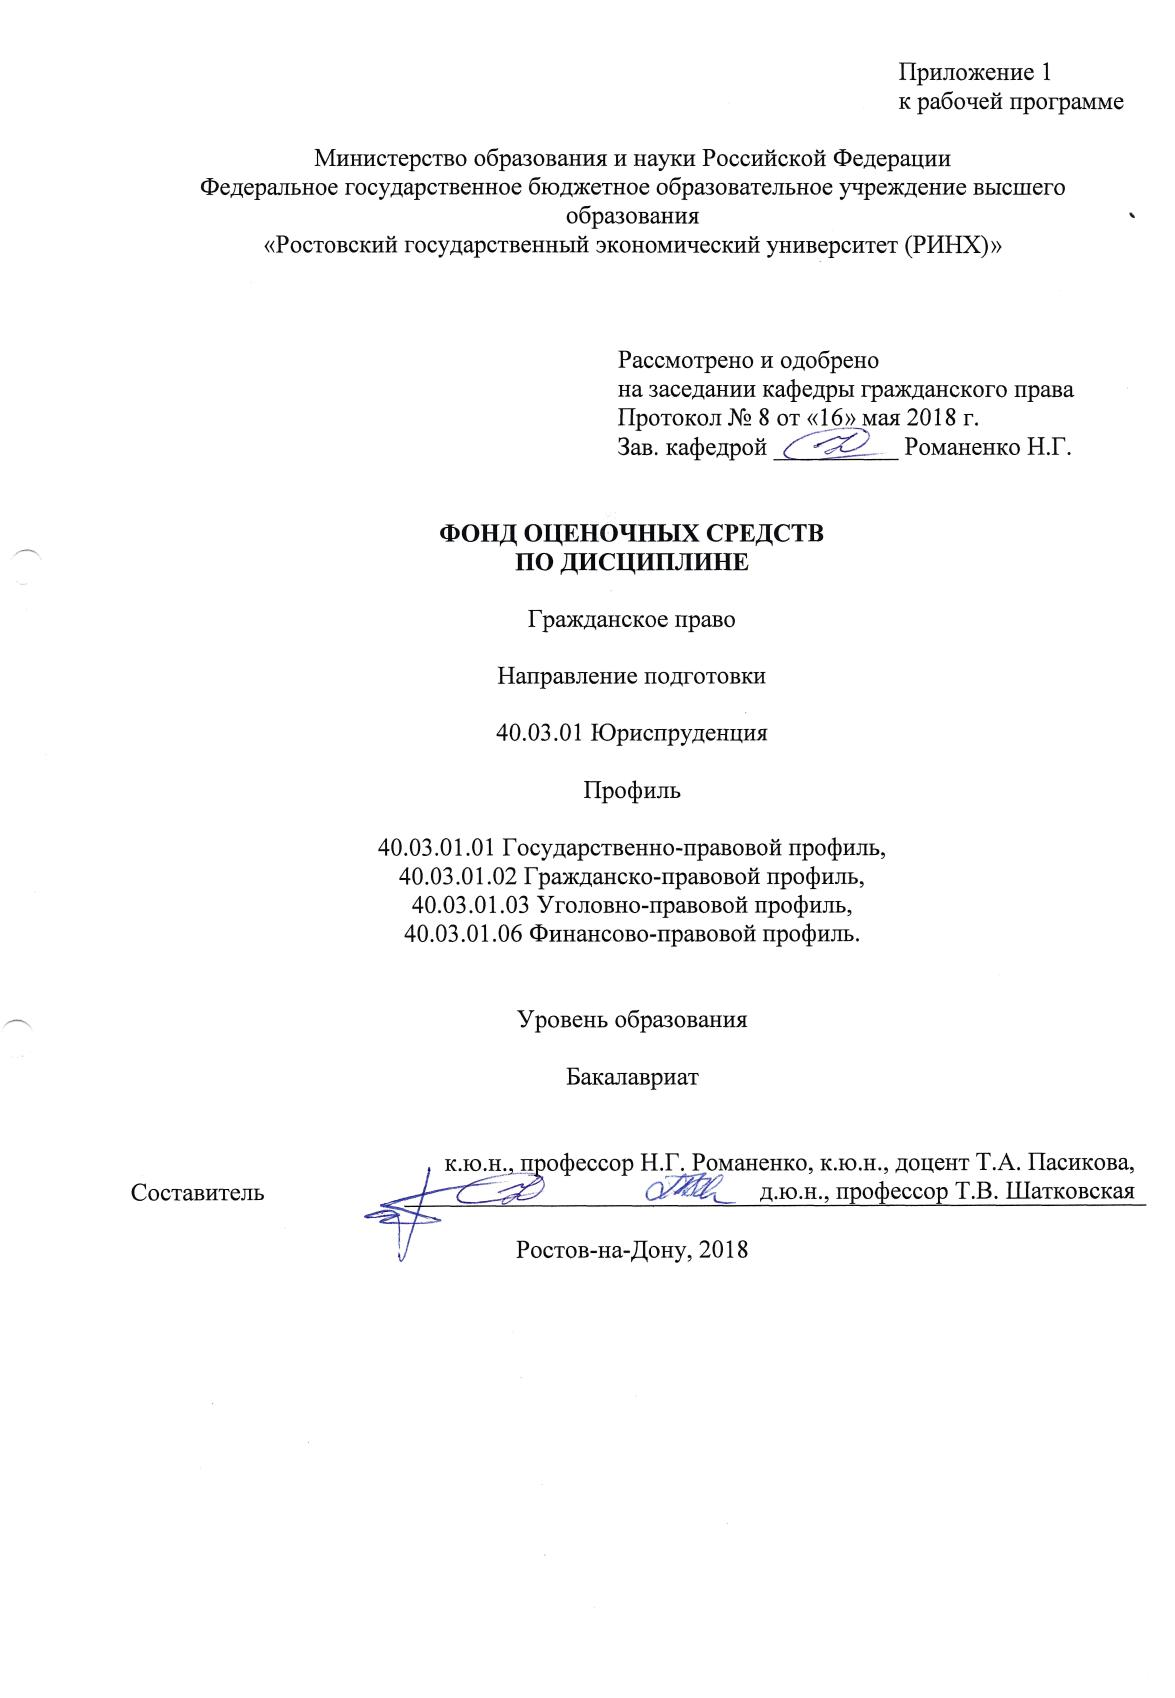 Приложение 1
к рабочей программе
Министерство образования и науки Российской Федерации
Федеральное государственное бюджетное образовательное учреждение высшего
образования
«Ростовский государственный экономический университет (РИНХ)»
Рассмотрено и одобрено
на заседании кафедры гражданского права
Протокол № 8 от «16» мая 2018 г.
Зав. кафедрой __________ Романенко Н.Г.
ФОНД ОЦЕНОЧНЫХ СРЕДСТВ
ПО ДИСЦИПЛИНЕ
Гражданское право
Направление подготовки
40.03.01 Юриспруденция
Профиль
40.03.01.01 Государственно-правовой профиль,
40.03.01.02 Гражданско-правовой профиль,
40.03.01.03 Уголовно-правовой профиль,
40.03.01.06 Финансово-правовой профиль.
Уровень образования
Бакалавриат
к.ю.н., профессор Н.Г. Романенко, к.ю.н., доцент Т.А. Пасикова,
Составитель д.ю.н., профессор Т.В. Шатковская
Ростов-на-Дону, 2018